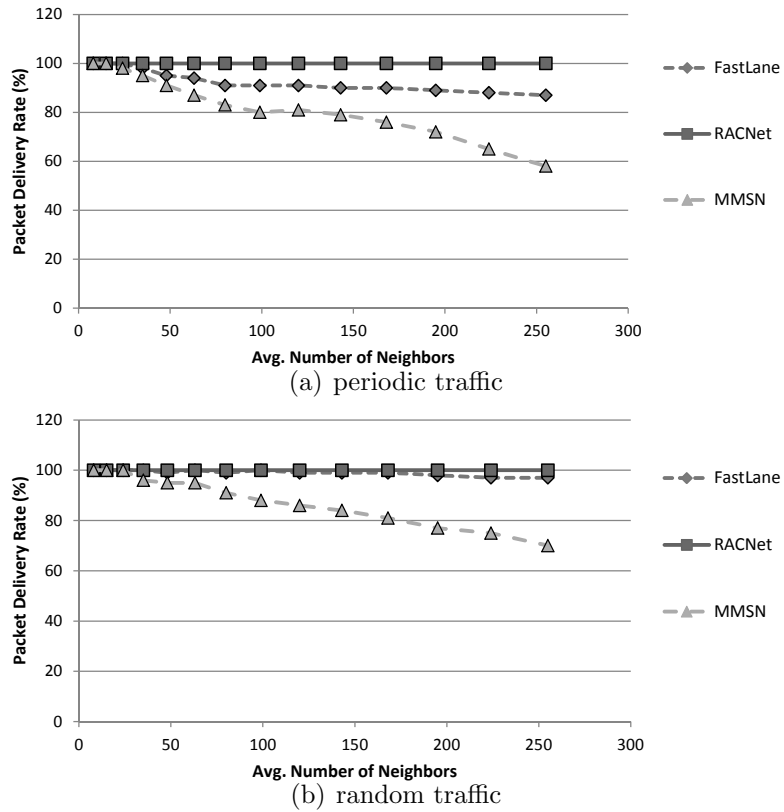 120
100
80
60
40
20
0
Packet Delivery Rate (%)
0 50 100 150 200 250 300
Avg. Number of Neighbors
FastLane
RACNet
MMSN
(a) periodic traffic
120
100
80
60
40
20
0
Packet Delivery Rate (%)
0 50 100 150 200 250 300
Avg. Number of Neighbors
FastLane
RACNet
MMSN
(b) random traffic